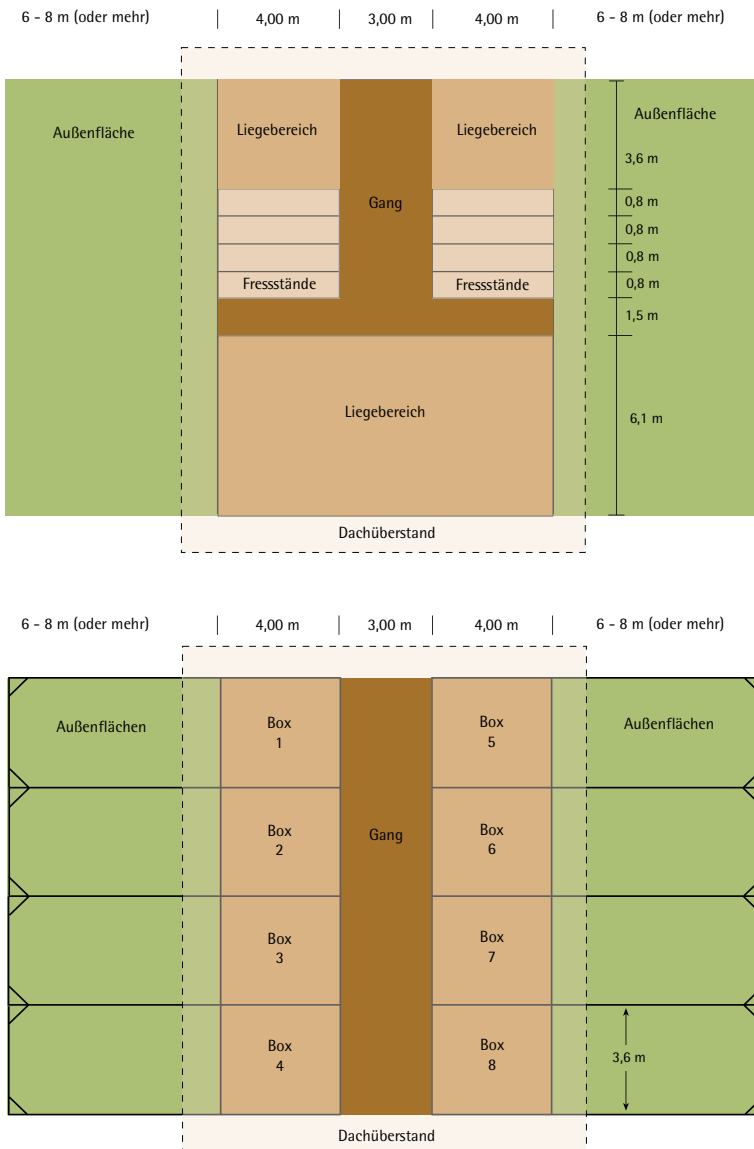 6 - 8 m (oder mehr) 4,00 m 3,00 m 4,00 m 6 - 8 m (oder mehr)
Außenfläche
Liegebereich
Liegebereich
Außenfläche
3,6 m
Gang
0,8 m
0,8 m
0,8 m
Fressstände
Fressstände
0,8 m
1,5 m
Liegebereich
6,1 m
Dachüberstand
6 - 8 m (oder mehr) 4,00 m 3,00 m 4,00 m 6 - 8 m (oder mehr)
Außenflächen
Box
1
Box
5
Außenflächen
Box
2
Gang
Box
6
Box
3
Box
7
Box
4
Box
8
3,6 m
Dachüberstand